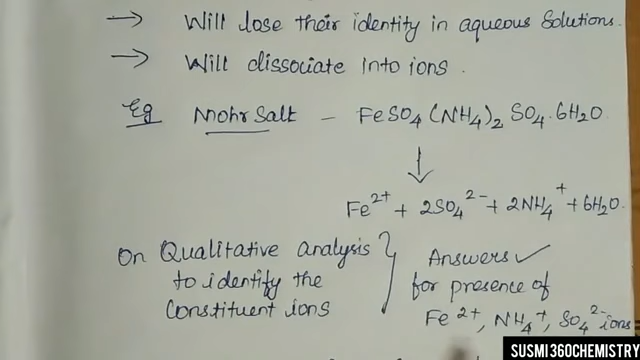 → Will lose their identity in aqueous solutions.
→ Will dissociate into ions.
Eg Mohr Salt - FeSO4(NH4)2SO4.6H2O.
↓
Fe2+ + 2SO4 2- + 2NH4 + + 6H2O.
On Qualitative analysis
to identify the
Constituent ions
Answers ✓
for presence of
Fe 2+, NH4+, SO4 2- ions
SUSMI360CHEMISTRY